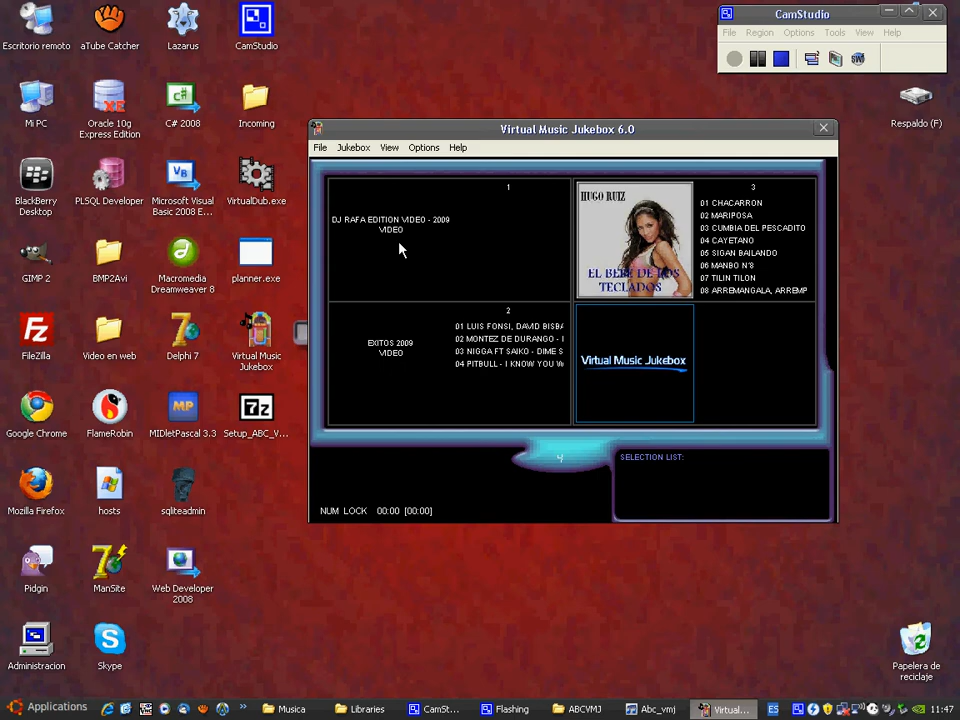 Escritorio remoto
aTube Catcher
Lazarus
CamStudio
Mi PC
Oracle 10g
Express Edition
C# 2008
Incoming
BlackBerry
Desktop
PLSQL Developer
Microsoft Visual
Basic 2008 E...
VirtualDub.exe
GIMP 2
BMP2Avi
Macromedia
Dreamweaver 8
planner.exe
FileZilla
Video en web
Delphi 7
Virtual Music
Jukebox
Google Chrome
FlameRobin
MIDletPascal 3.3
Setup_ABC_V...
Mozilla Firefox
hosts
sqliteadmin
Pidgin
ManSite
Web Developer
2008
Administracion
Skype
CamStudio
File Region Options Tools View Help
Respaldo (F)
Papelera de
reciclaje
Virtual Music Jukebox 6.0
File Jukebox View Options Help
1
DJ RAFA EDITION VIDEO - 2009
VIDEO
2
EXITOS 2009
VIDEO
01 LUIS FONSI, DAVID BISBA
02 MONTEZ DE DURANGO - I
03 NIGGA FT SAIKO - DIME S
04 PITBULL - I KNOW YOU W
HUGO RUIZ
EL BEBE DE LOS
TECLADOS
3
01 CHACARRON
02 MARIPOSA
03 CUMBIA DEL PESCADITO
04 CAYETANO
05 SIGAN BAILANDO
06 MANBO N'8
07 TILIN TILON
08 ARREMANGALA, ARREMP
Virtual Music Jukebox
4
SELECTION LIST:
NUM LOCK 00:00 [00:00]
Applications
Musica
Libraries
CamSt...
Flashing
ABCVMJ
Abc_vmj
Virtual...
ES
11:47